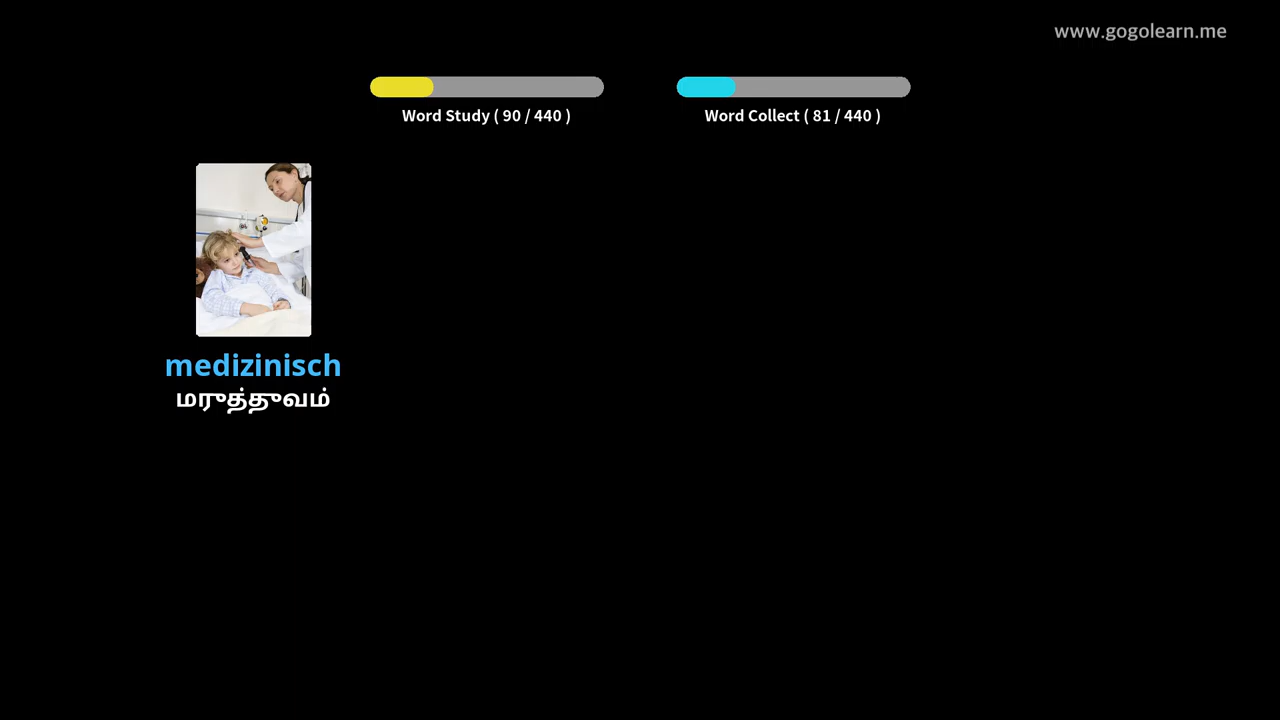 www.gogolearn.me
Word Study ( 90 / 440 )
Word Collect ( 81 / 440 )
medizinisch
மருத்துவம்